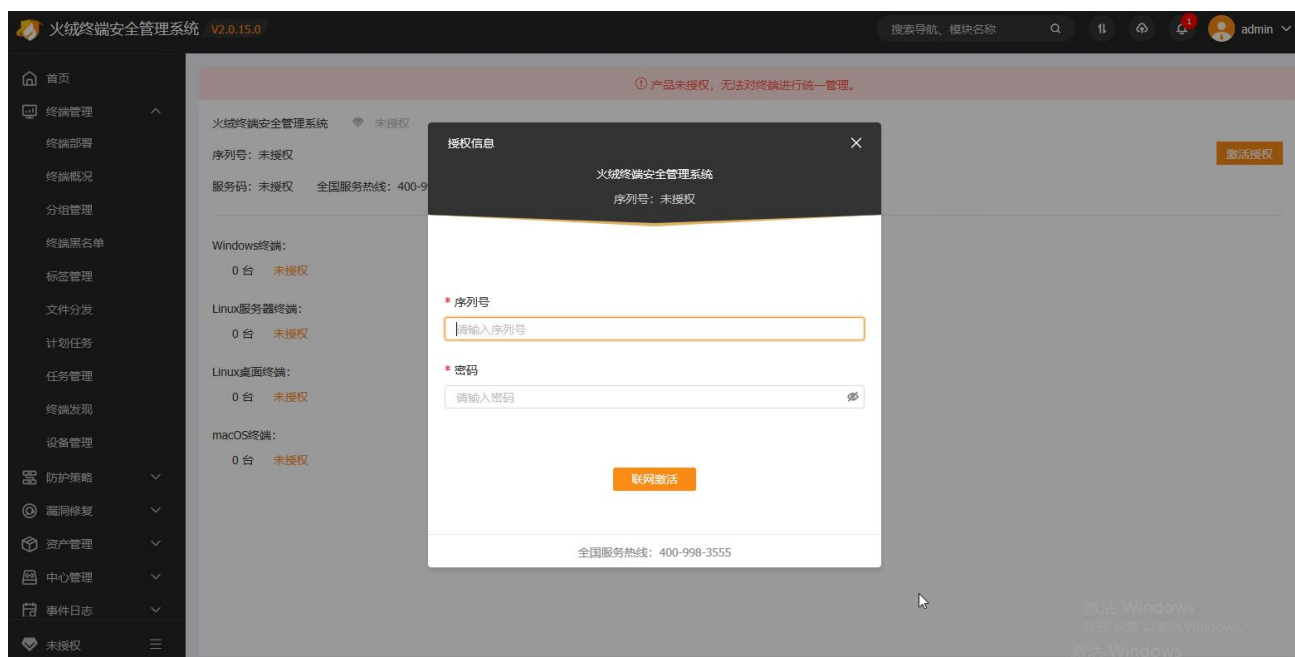 火绒终端安全管理系统 V2.0.15.0
搜索导航、模块名称
1
admin
首页
终端管理
终端部署
终端概况
分组管理
终端黑名单
标签管理
文件分发
计划任务
任务管理
终端发现
设备管理
防护策略
漏洞修复
资产管理
中心管理
事件日志
未授权
产品未授权，无法对终端进行统一管理。
火绒终端安全管理系统 未授权
序列号：未授权
激活授权
服务码：未授权 全国服务热线：400-9
Windows终端：
0 台 未授权
Linux服务器终端：
0 台 未授权
Linux桌面终端：
0 台 未授权
macOS终端：
0 台 未授权
授权信息
火绒终端安全管理系统
序列号：未授权
* 序列号
请输入序列号
* 密码
请输入密码
联网激活
全国服务热线：400-998-3555
激活 Windows
转到"设置"以激活 Windows。
激活 Windows